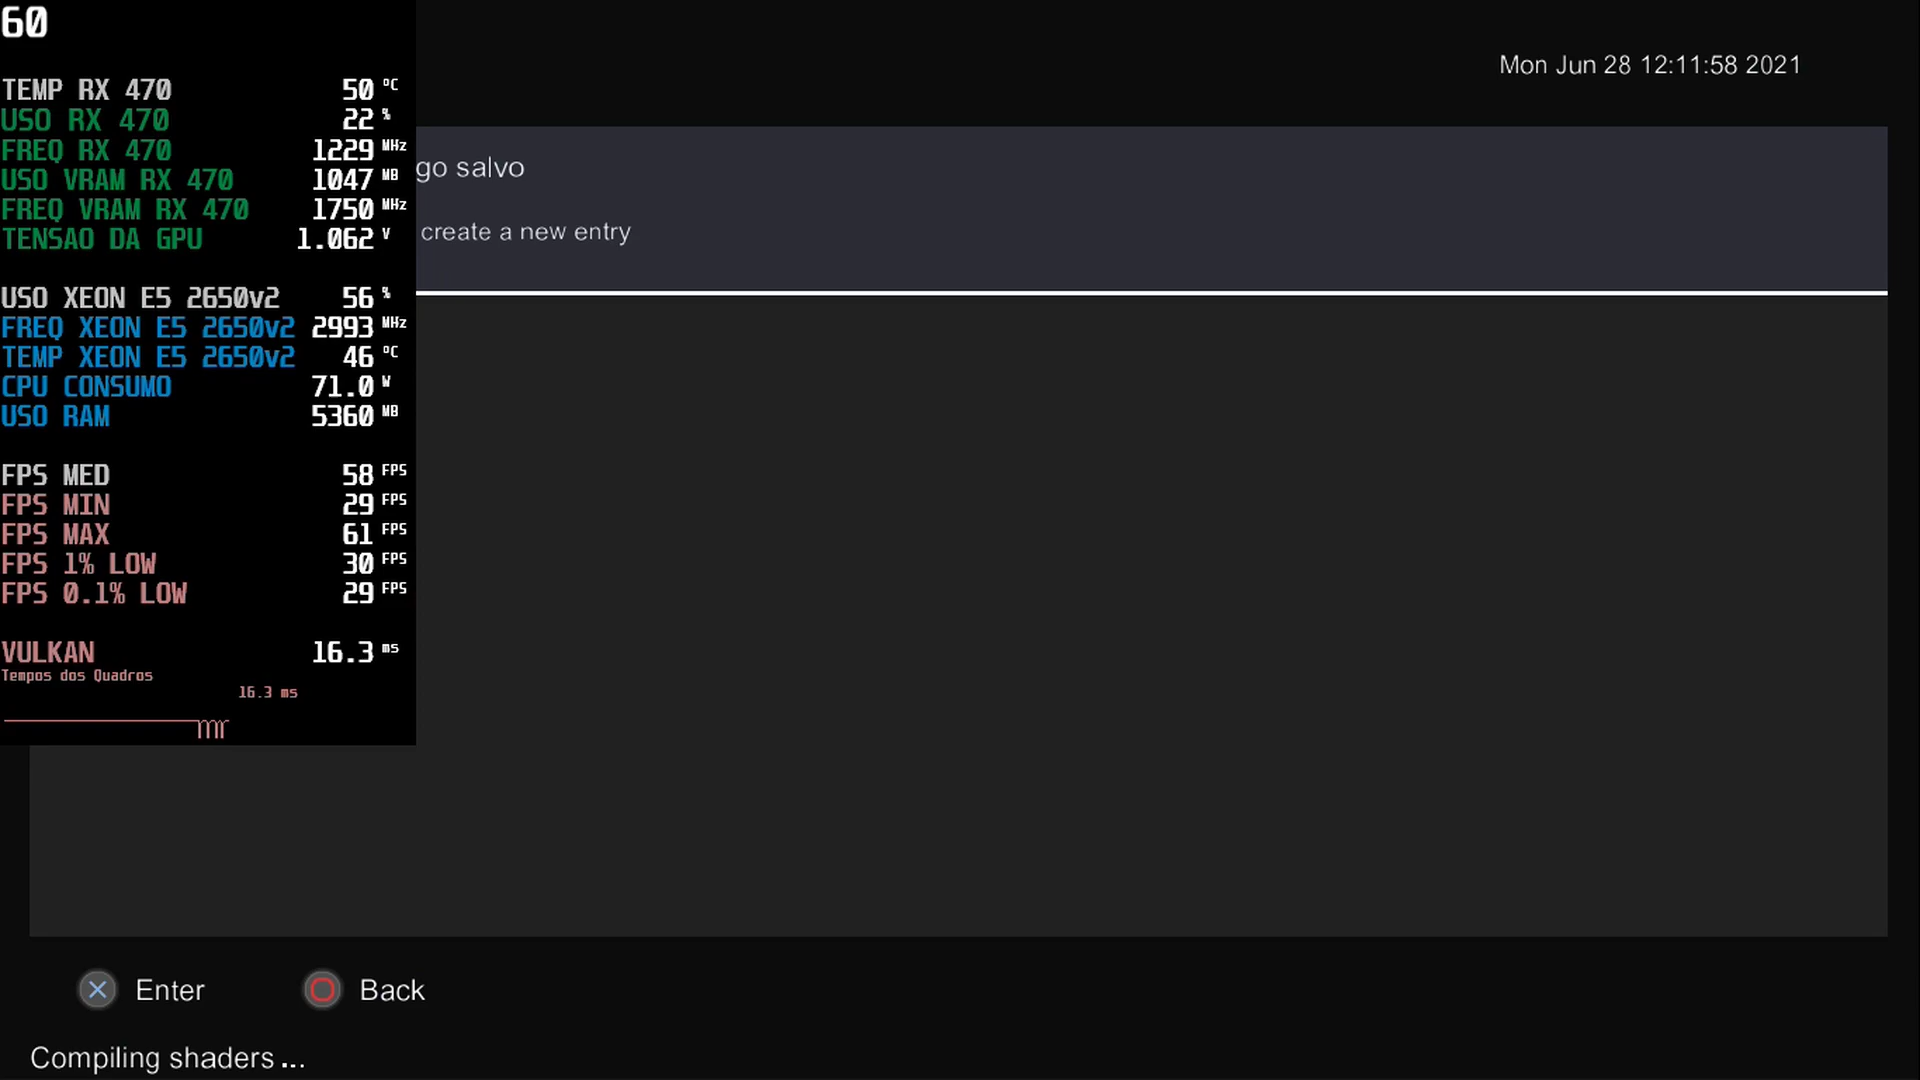 60
Mon Jun 28 12:11:58 2021
TEMP RX 470 50 ºC
USO RX 470 22 %
FREQ RX 470 1229 MHz
USO VRAM RX 470 1047 MB
FREQ VRAM RX 470 1750 MHz
TENSAO DA GPU 1.062 V
go salvo
create a new entry
USO XEON E5 2650v2 56 %
FREQ XEON E5 2650v2 2993 MHz
TEMP XEON E5 2650v2 46 ºC
CPU CONSUMO 71.0 W
USO RAM 5360 MB
FPS MED 58 FPS
FPS MIN 29 FPS
FPS MAX 61 FPS
FPS 1% LOW 30 FPS
FPS 0.1% LOW 29 FPS
VULKAN 16.3 ms
Tempos dos Quadros
16.3 ms
Enter Back
Compiling shaders ...